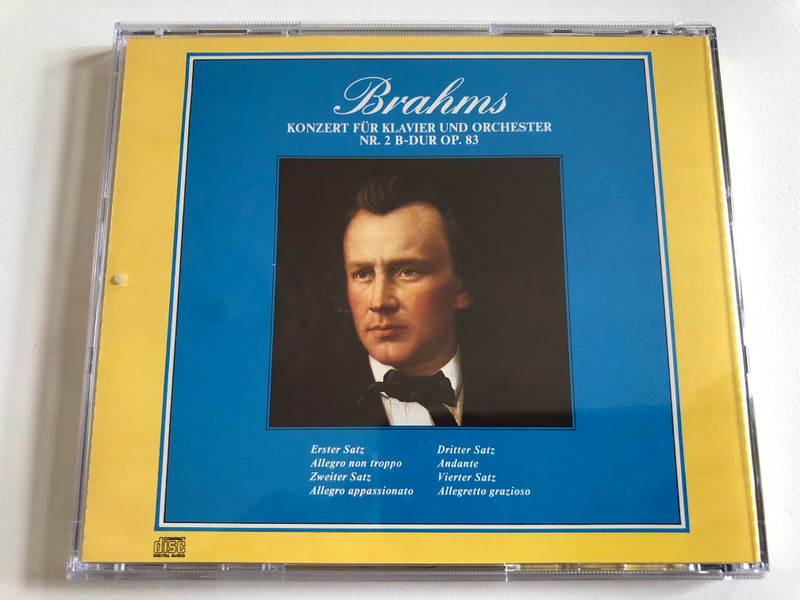 Brahms
KONZERT FÜR KLAVIER UND ORCHESTER
NR. 2 B-DUR OP. 83
Erster Satz
Allegro non troppo
Zweiter Satz
Allegro appassionato
Dritter Satz
Andante
Vierter Satz
Allegretto grazioso
COMPACT
disc
DIGITAL AUDIO